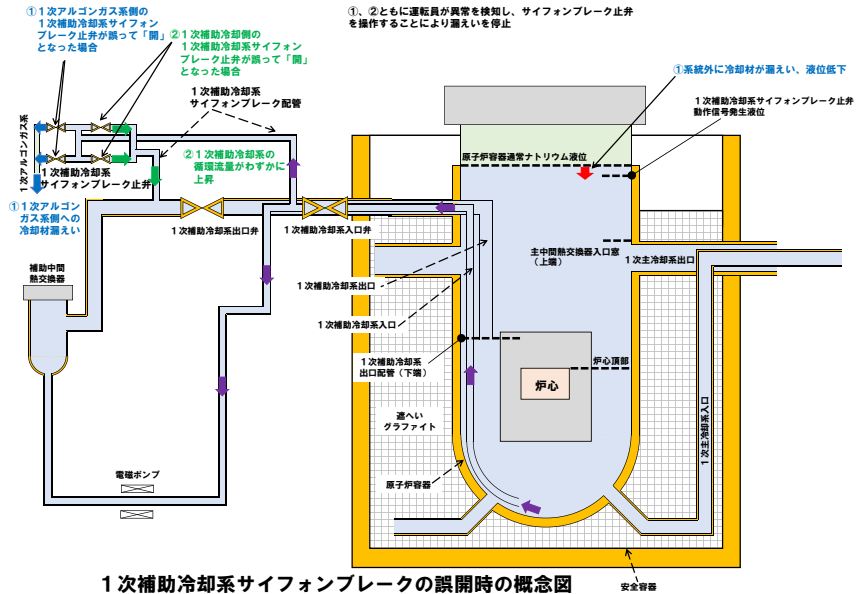 ①１次アルゴンガス系側の
１次補助冷却系サイフォン
ブレーク止弁が誤って「開」
となった場合
②１次補助冷却側の
１次補助冷却系サイフォン
ブレーク止弁が誤って「開」
となった場合
①、②ともに運転員が異常を検知し、サイフォンブレーク止弁
を操作することにより漏えいを停止
①系統外に冷却材が漏えい、液位低下
１次補助冷却系サイフォンブレーク止弁
動作信号発生液位
１次補助冷却系
サイフォンブレーク配管
１次アルゴンガス系
原子炉容器通常ナトリウム液位
②１次補助冷却系の
循環流量がわずかに
上昇
１次補助冷却系
サイフォンブレーク止弁
①１次アルゴン
ガス系側への
冷却材漏えい
１次補助冷却系出口弁
１次補助冷却系入口弁
主中間熱交換器入口窓
（上端）
１次主冷却系出口
補助中間
熱交換器
１次補助冷却系出口
１次補助冷却系入口
１次補助冷却系
出口配管（下端）
炉心頂部
炉心
遮へい
グラファイト
１次主冷却系入口
電磁ポンプ
原子炉容器
安全容器
１次補助冷却系サイフォンブレークの誤開時の概念図